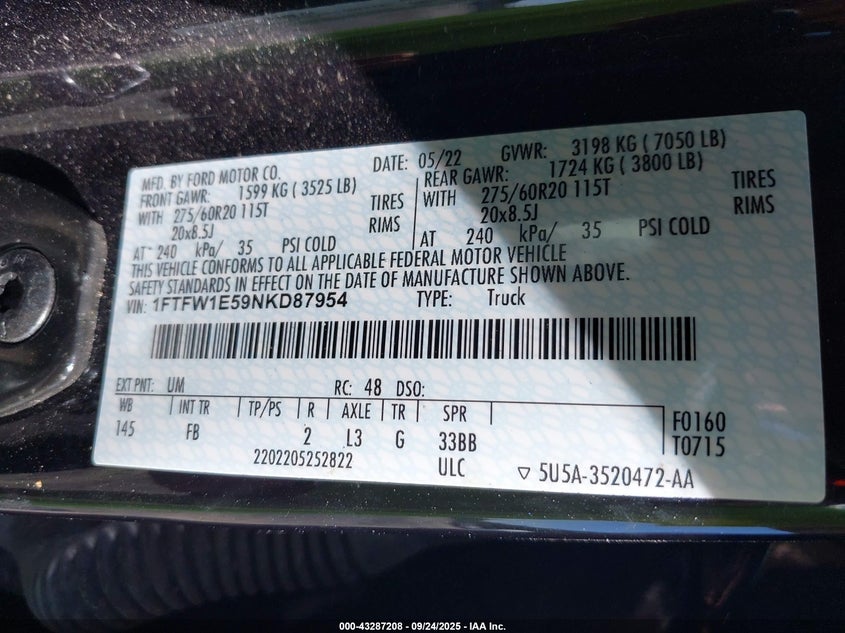 MFD. BY FORD MOTOR CO. DATE: 05/22 GVWR: 3198 KG ( 7050 LB)
FRONT GAWR: 1599 KG ( 3525 LB) REAR GAWR: 1724 KG ( 3800 LB)
WITH 275/60R20 115T TIRES WITH 275/60R20 115T TIRES
20x8.5J RIMS 20x8.5J RIMS
AT 240 kPa/ 35 PSI COLD AT 240 kPa/ 35 PSI COLD
THIS VEHICLE CONFORMS TO ALL APPLICABLE FEDERAL MOTOR VEHICLE
SAFETY STANDARDS IN EFFECT ON THE DATE OF MANUFACTURE SHOWN ABOVE.
VIN: 1FTFW1E59NKD87954 TYPE: Truck
EXT PNT: UM RC: 48 DSO:
WB INT TR TP/PS R AXLE TR SPR
145 FB 2 L3 G 33BB F0160
T0715
2202205252822 ULC ▽ 5U5A-3520472-AA
000-43287208 - 09/24/2025 - IAA Inc.